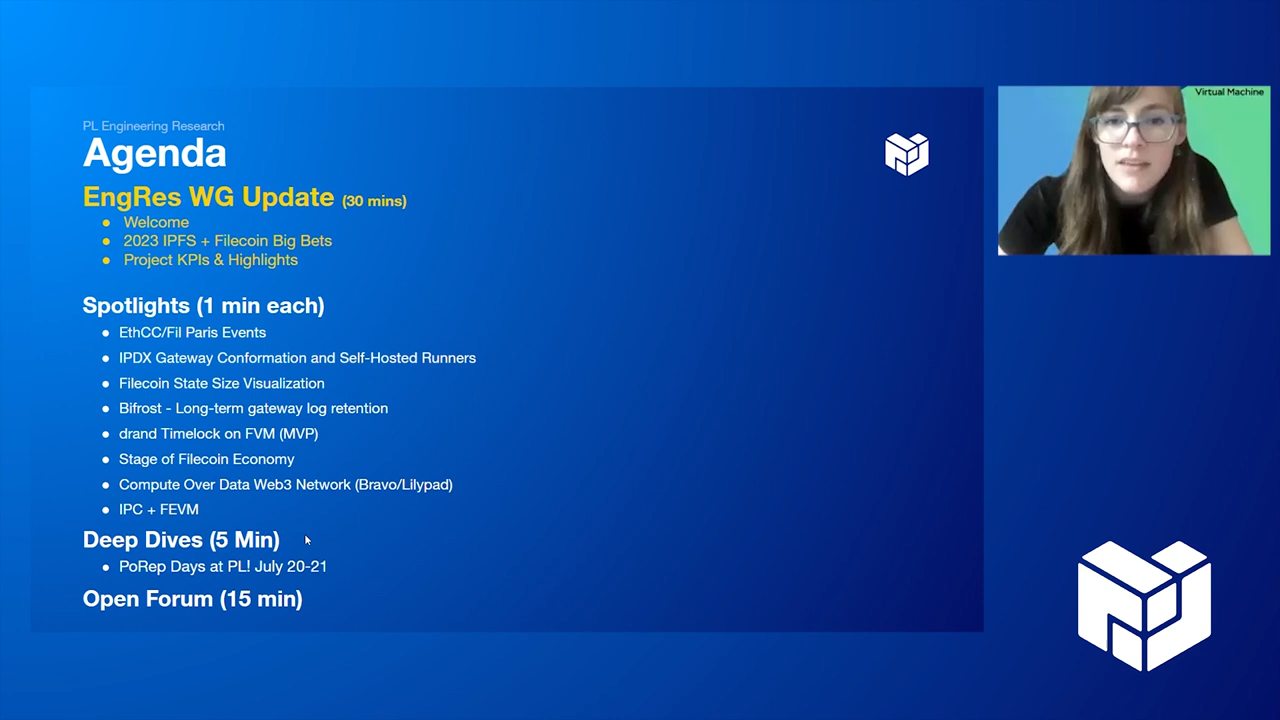 PL Engineering Research
Agenda
EngRes WG Update (30 mins)
● Welcome
● 2023 IPFS + Filecoin Big Bets
● Project KPIs & Highlights
Spotlights (1 min each)
● EthCC/Fil Paris Events
● IPDX Gateway Conformation and Self-Hosted Runners
● Filecoin State Size Visualization
● Bifrost - Long-term gateway log retention
● drand Timelock on FVM (MVP)
● Stage of Filecoin Economy
● Compute Over Data Web3 Network (Bravo/Lilypad)
● IPC + FEVM
Deep Dives (5 Min)
● PoRep Days at PL! July 20-21
Open Forum (15 min)
Virtual Machine